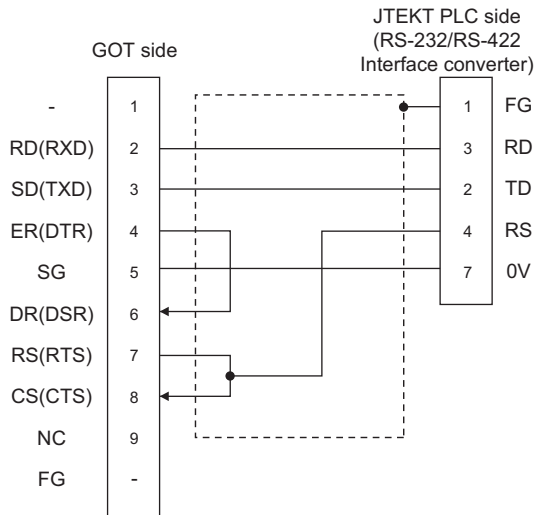 JTEKT PLC side
(RS-232/RS-422
Interface converter)
GOT side
- 1
RD(RXD) 2
SD(TXD) 3
ER(DTR) 4
SG 5
DR(DSR) 6
RS(RTS) 7
CS(CTS) 8
NC 9
FG -
1 FG
3 RD
2 TD
4 RS
7 0V